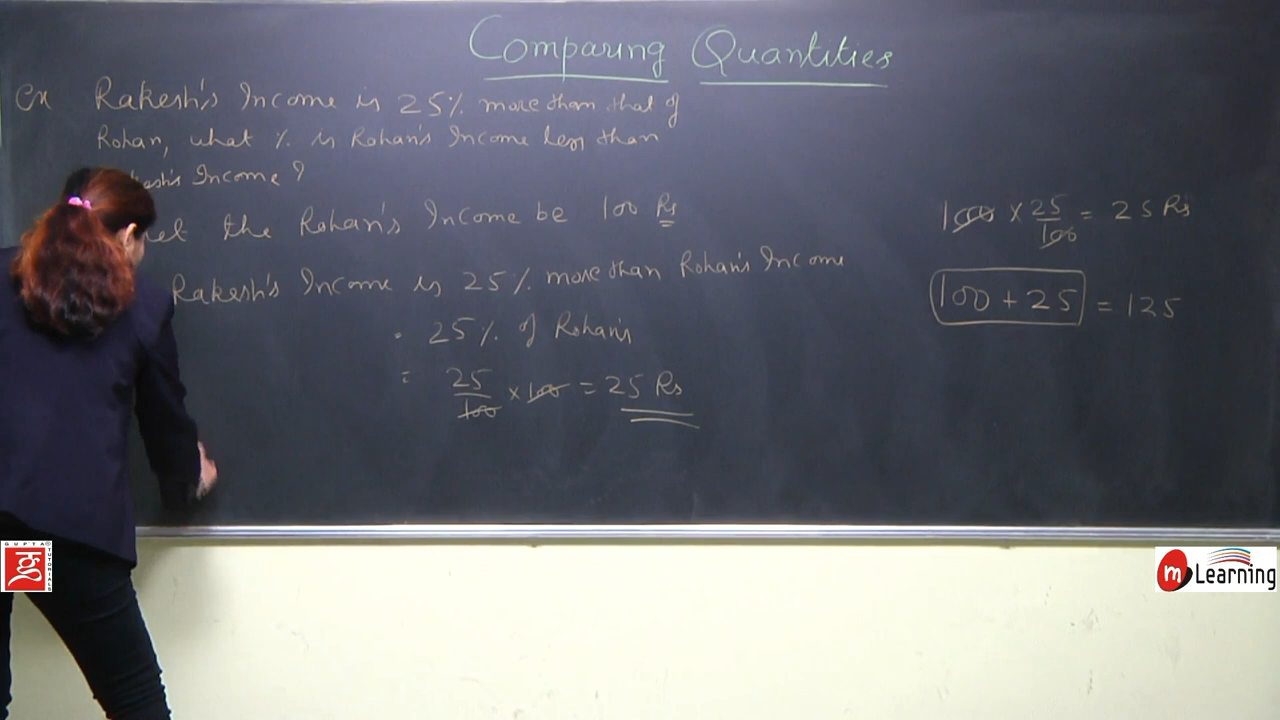 Comparing Quantities
Ex Rakesh's Income is 25% more than that of
Rohan, what % is Rohan's Income less than
Income ?
the Rohan's Income be 100 Rs
Rakesh's Income is 25% more than Rohan's Income
25% of Rohan's
= 25/100 × 100 = 25 Rs
100 × 25/100 = 25 Rs
100 + 25 = 125
GUPTA
TUTORIALS
m Learning